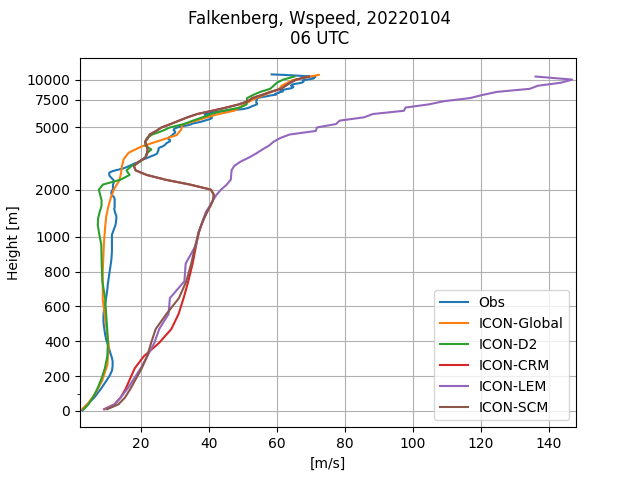 Falkenberg, Wspeed, 20220104
06 UTC
10000
7500
5000
2000
1000
800
600
400
200
0
Height [m]
20
40
60
80
100
120
140
[m/s]
Obs
ICON-Global
ICON-D2
ICON-CRM
ICON-LEM
ICON-SCM